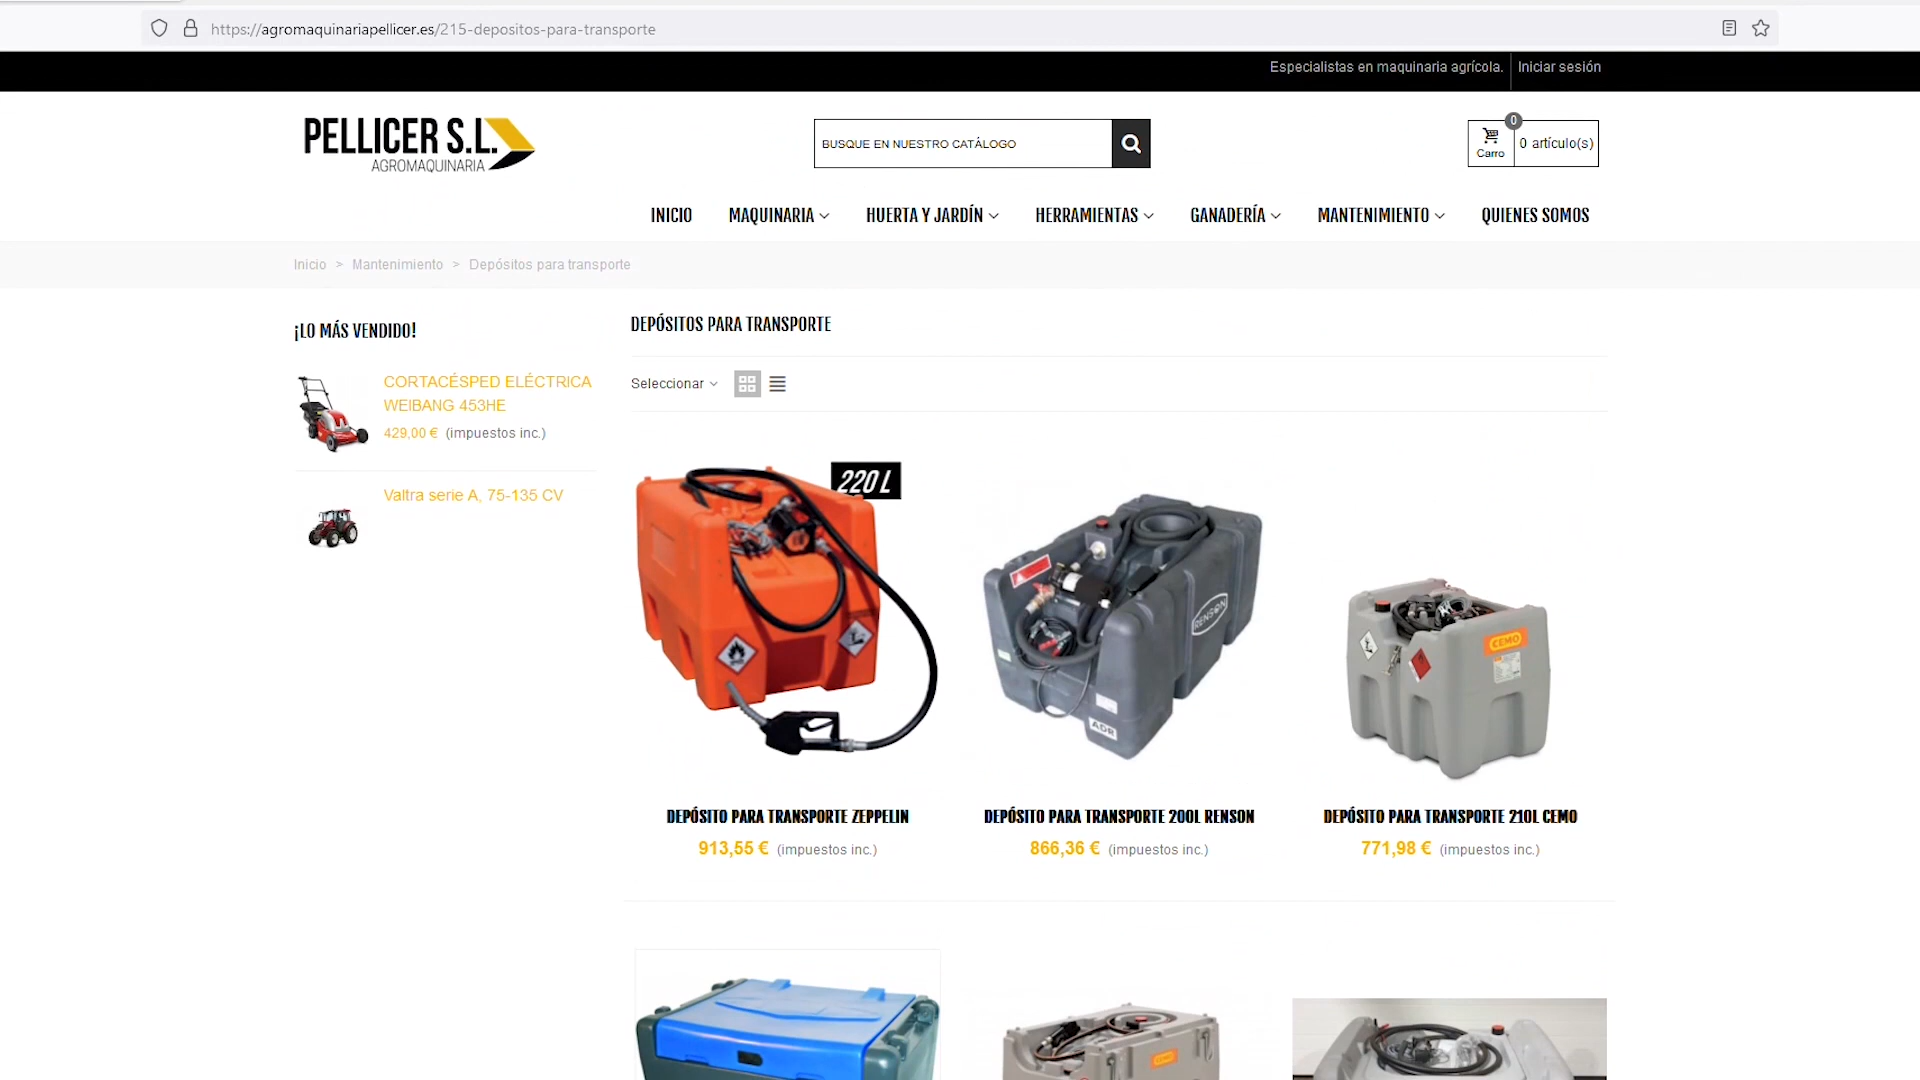 https://agromaquinariapellicer.es/215-depositos-para-transporte
Especialistas en maquinaria agrícola.
Iniciar sesión
PELLICER S.L.
AGROMAQUINARIA
BUSQUE EN NUESTRO CATÁLOGO
0
Carro
0 artículo(s)
INICIO
MAQUINARIA
HUERTA Y JARDÍN
HERRAMIENTAS
GANADERÍA
MANTENIMIENTO
QUIENES SOMOS
Inicio > Mantenimiento > Depósitos para transporte
¡LO MÁS VENDIDO!
CORTACÉSPED ELÉCTRICA
WEIBANG 453HE
429,00 € (impuestos inc.)
Valtra serie A, 75-135 CV
DEPÓSITOS PARA TRANSPORTE
Seleccionar
220 L
RENSON
ADR
CEMO
DEPÓSITO PARA TRANSPORTE ZEPPELIN
913,55 € (impuestos inc.)
DEPÓSITO PARA TRANSPORTE 200L RENSON
866,36 € (impuestos inc.)
DEPÓSITO PARA TRANSPORTE 210L CEMO
771,98 € (impuestos inc.)
CEMO